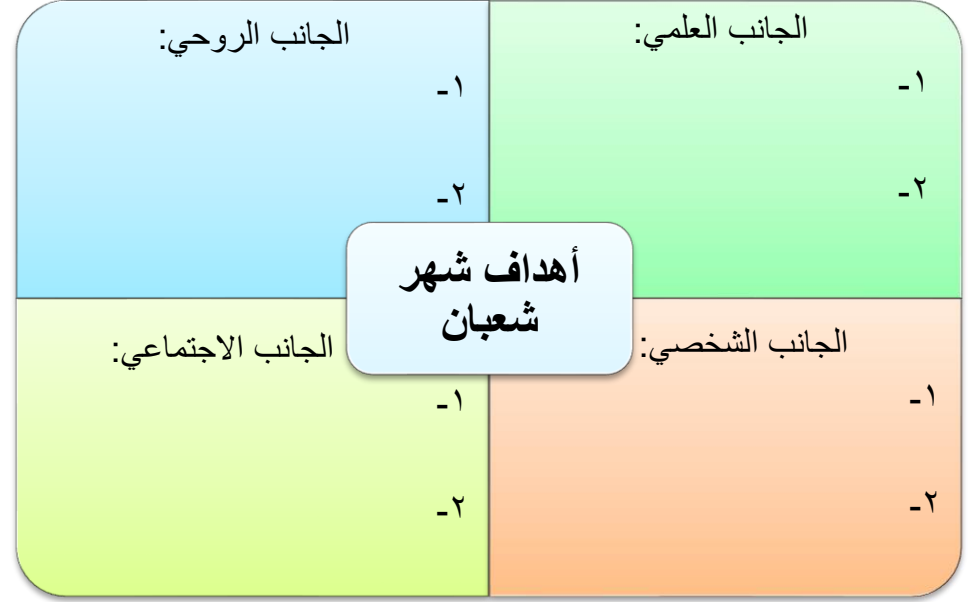 الجانب العلمي:
١-
٢-
الجانب الروحي:
١-
٢-
أهداف شهر
شعبان
الجانب الشخصي:
١-
٢-
الجانب الاجتماعي:
١-
٢-